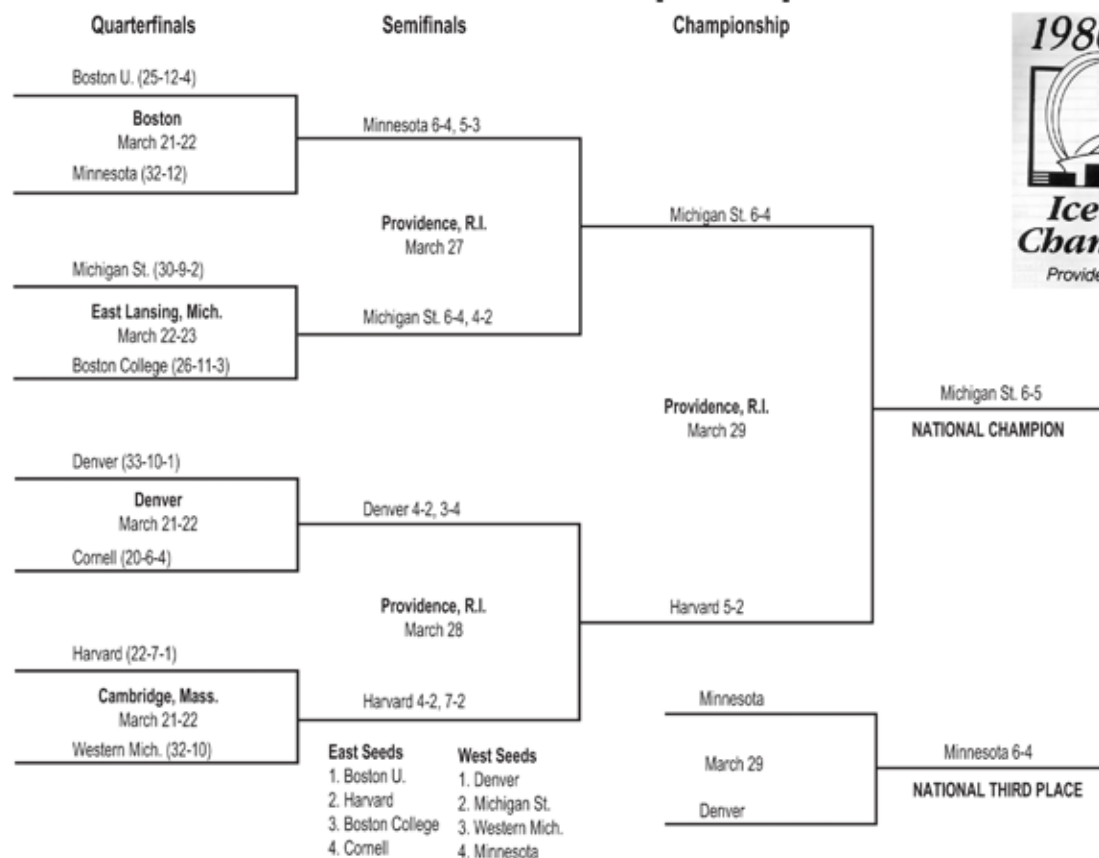 Quarterfinals
Semifinals
Championship
Boston U. (25-12-4)
Boston
March 21-22
Minnesota (32-12)
Minnesota 6-4, 5-3
Providence, R.I.
March 27
Michigan St. (30-9-2)
East Lansing, Mich.
March 22-23
Boston College (26-11-3)
Michigan St. 6-4, 4-2
Michigan St. 6-4
Providence, R.I.
March 29
Michigan St. 6-5
NATIONAL CHAMPION
Denver (33-10-1)
Denver
March 21-22
Cornell (20-6-4)
Denver 4-2, 3-4
Providence, R.I.
March 28
Harvard 5-2
Harvard (22-7-1)
Cambridge, Mass.
March 21-22
Western Mich. (32-10)
Harvard 4-2, 7-2
East Seeds
1. Boston U.
2. Harvard
3. Boston College
4. Cornell
West Seeds
1. Denver
2. Michigan St.
3. Western Mich.
4. Minnesota
Minnesota
March 29
Denver
Minnesota 6-4
NATIONAL THIRD PLACE
Ice